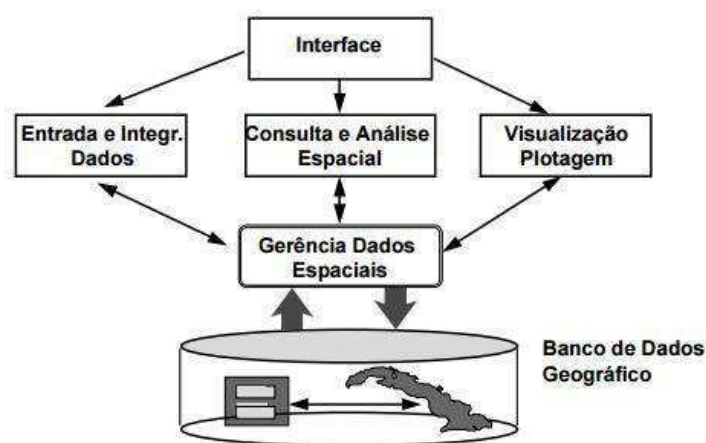 Interface
Entrada e Integr.
Dados
Consulta e Análise
Espacial
Visualização
Plotagem
Gerência Dados
Espaciais
Banco de Dados
Geográfico